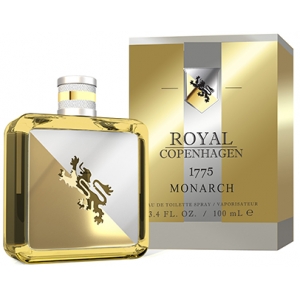 ROYAL
COPENHAGEN
1775
MONARCH
EAU DE TOILETTE SPRAY / VAPORISATEUR
3.4 FL. OZ. / 100 mL ℮